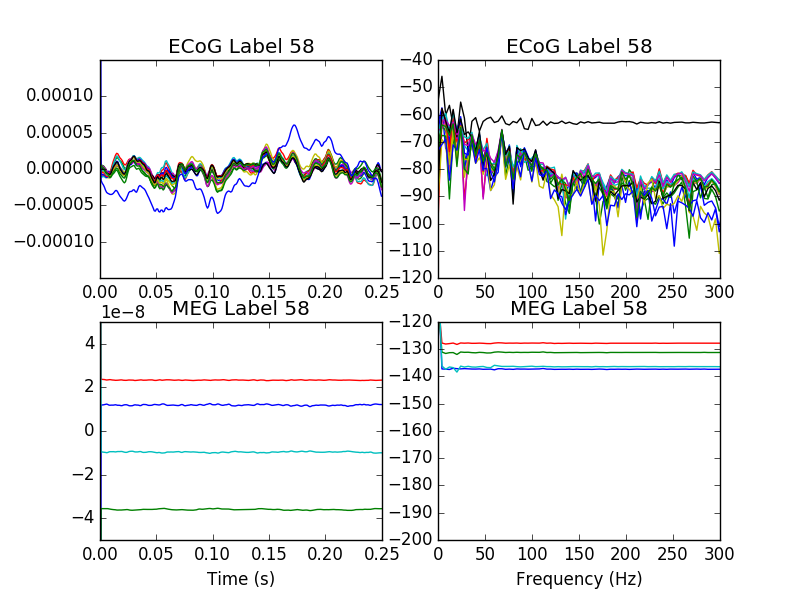 ECoG Label 58
0.00010
0.00005
0.00000
−0.00005
−0.00010
0.00 0.05 0.10 0.15 0.20 0.25
ECoG Label 58
−40
−50
−60
−70
−80
−90
−100
−110
−120
0 50 100 150 200 250 300
MEG Label 58
1e−8
4
2
0
−2
−4
0.00 0.05 0.10 0.15 0.20 0.25
Time (s)
MEG Label 58
−120
−130
−140
−150
−160
−170
−180
−190
−200
0 50 100 150 200 250 300
Frequency (Hz)